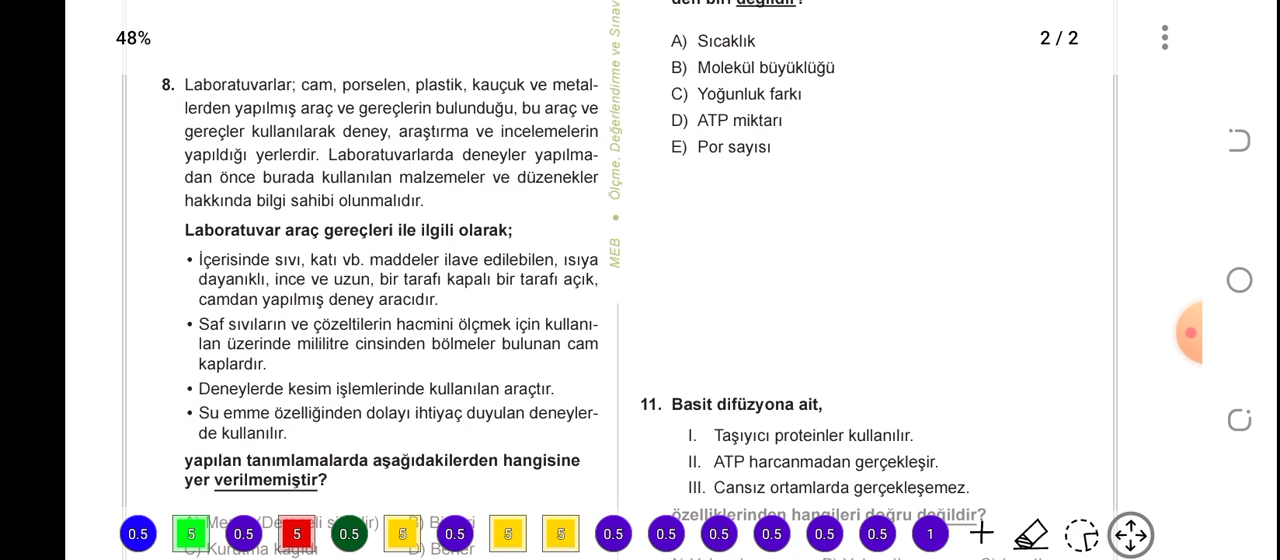 48%
8. Laboratuvarlar; cam, porselen, plastik, kauçuk ve metal-
lerden yapılmış araç ve gereçlerin bulunduğu, bu araç ve
gereçler kullanılarak deney, araştırma ve incelemelerin
yapıldığı yerlerdir. Laboratuvarlarda deneyler yapılma-
dan önce burada kullanılan malzemeler ve düzenekler
hakkında bilgi sahibi olunmalıdır.
Laboratuvar araç gereçleri ile ilgili olarak;
• İçerisinde sıvı, katı vb. maddeler ilave edilebilen, ısıya
dayanıklı, ince ve uzun, bir tarafı kapalı bir tarafı açık,
camdan yapılmış deney aracıdır.
• Saf sıvıların ve çözeltilerin hacmini ölçmek için kullanı-
lan üzerinde mililitre cinsinden bölmeler bulunan cam
kaplardır.
• Deneylerde kesim işlemlerinde kullanılan araçtır.
• Su emme özelliğinden dolayı ihtiyaç duyulan deneyler-
de kullanılır.
yapılan tanımlamalarda aşağıdakilerden hangisine
yer verilmemiştir?
C) Kurutma kağıdı D) Beher
MEB • Ölçme, Değerlendirme ve Sınav
den biri değildir?
2 / 2
A) Sıcaklık
B) Molekül büyüklüğü
C) Yoğunluk farkı
D) ATP miktarı
E) Por sayısı
11. Basit difüzyona ait,
I. Taşıyıcı proteinler kullanılır.
II. ATP harcanmadan gerçekleşir.
III. Cansız ortamlarda gerçekleşemez.
özelliklerinden hangileri doğru değildir?
0.5 5 0.5 5 0.5 5 0.5 5 5 0.5 0.5 0.5 0.5 0.5 0.5 1